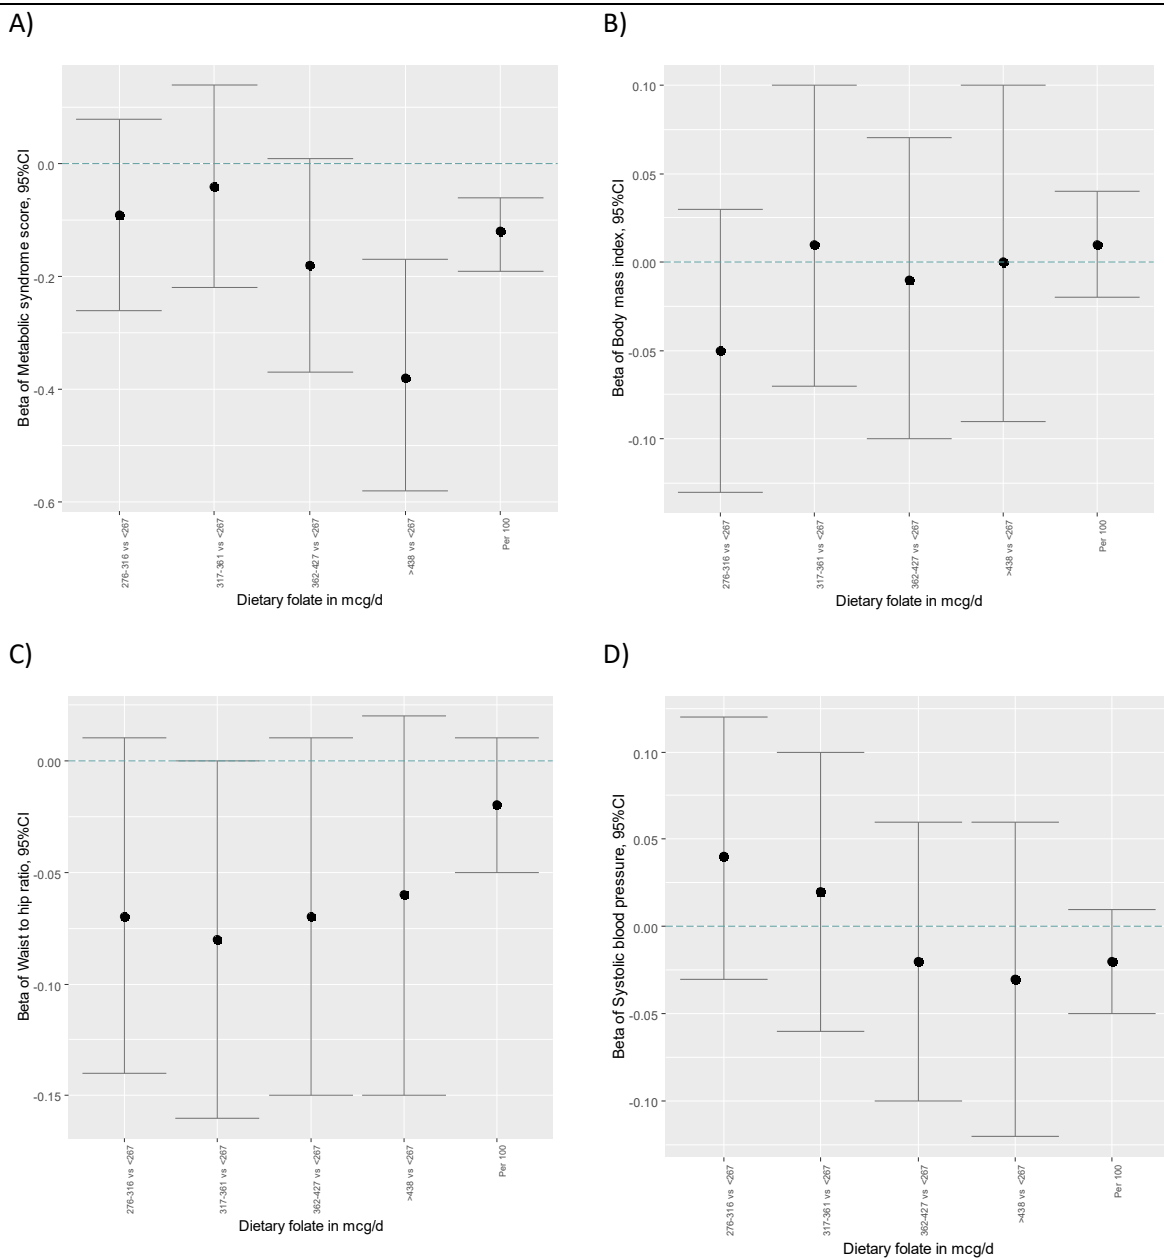 A)
Beta of Metabolic syndrome score, 95%CI
0.0
-0.2
-0.4
-0.6
276-316 vs <267
317-361 vs <267
362-427 vs <267
>438 vs <267
Per 100
Dietary folate in mcg/d
B)
Beta of Body mass index, 95%CI
0.10
0.05
0.00
-0.05
-0.10
276-316 vs <267
317-361 vs <267
362-427 vs <267
>438 vs <267
Per 100
Dietary folate in mcg/d
C)
Beta of Waist to hip ratio, 95%CI
0.00
-0.05
-0.10
-0.15
276-316 vs <267
317-361 vs <267
362-427 vs <267
>438 vs <267
Per 100
Dietary folate in mcg/d
D)
Beta of Systolic blood pressure, 95%CI
0.10
0.05
0.00
-0.05
-0.10
276-316 vs <267
317-361 vs <267
362-427 vs <267
>438 vs <267
Per 100
Dietary folate in mcg/d